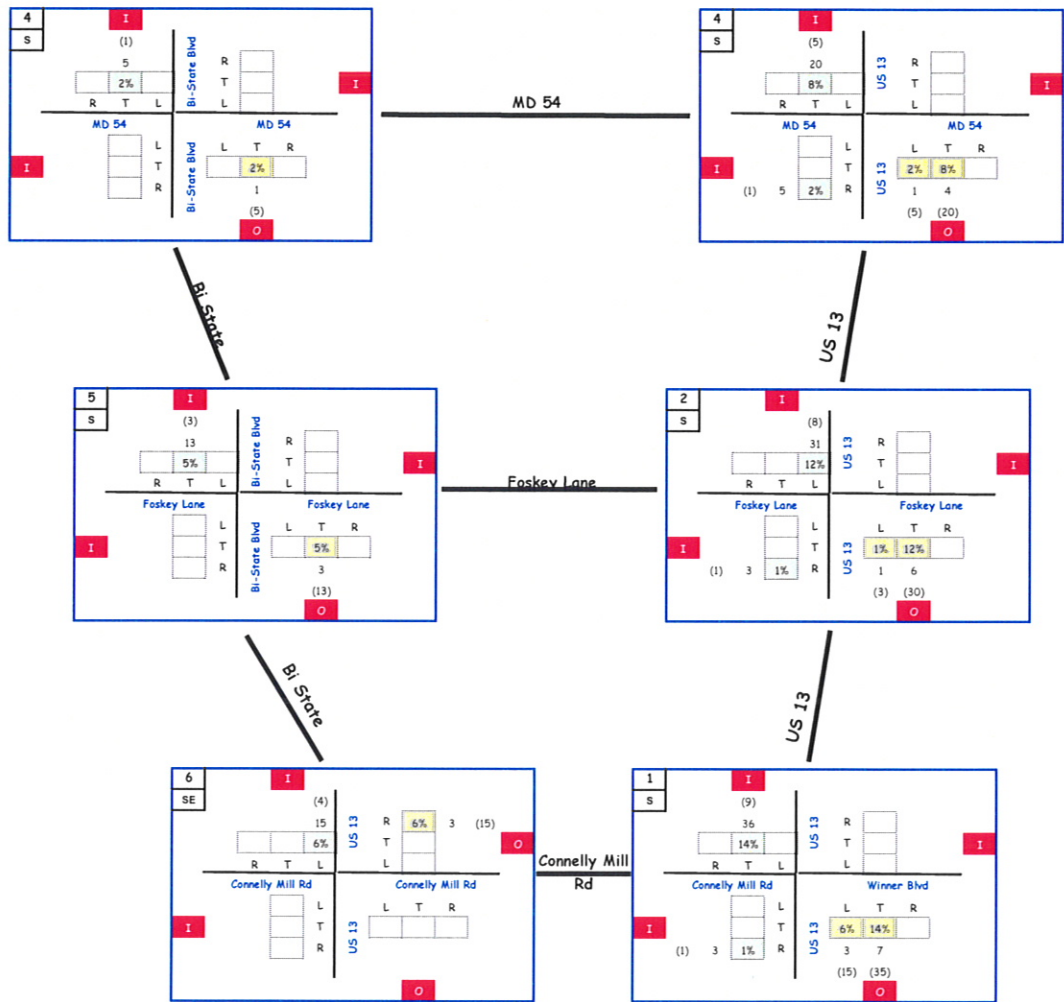 4
S
I
(1)
5
2%
R T L
Bi-State Blvd
R
T
L
I
MD 54
MD 54
I
L
T
R
Bi-State Blvd
L T R
2%
1
(5)
O
MD 54
4
S
I
(5)
20
8%
R T L
US 13
R
T
L
I
MD 54
MD 54
I
L
T
(1) 5 2% R
US 13
L T R
2% 8%
1 4
(5) (20)
O
Bi State
US 13
5
S
I
(3)
13
5%
R T L
Bi-State Blvd
R
T
L
I
Foskey Lane
Foskey Lane
I
L
T
R
Bi-State Blvd
L T R
5%
3
(13)
O
Foskey Lane
2
S
I
(8)
31
12%
R T L
US 13
R
T
L
I
Foskey Lane
Foskey Lane
I
L
T
(1) 3 1% R
US 13
L T R
1% 12%
1 6
(3) (30)
O
Bi State
US 13
6
SE
I
(4)
15
6%
R T L
US 13
R 6% 3 (15)
T
L
O
Connelly Mill Rd
Connelly Mill Rd
I
L
T
R
US 13
L T R
O
Connelly Mill
Rd
1
S
I
(9)
36
14%
R T L
US 13
R
T
L
I
Connelly Mill Rd
Winner Blvd
I
L
T
(1) 3 1% R
US 13
L T R
6% 14%
3 7
(15) (35)
O